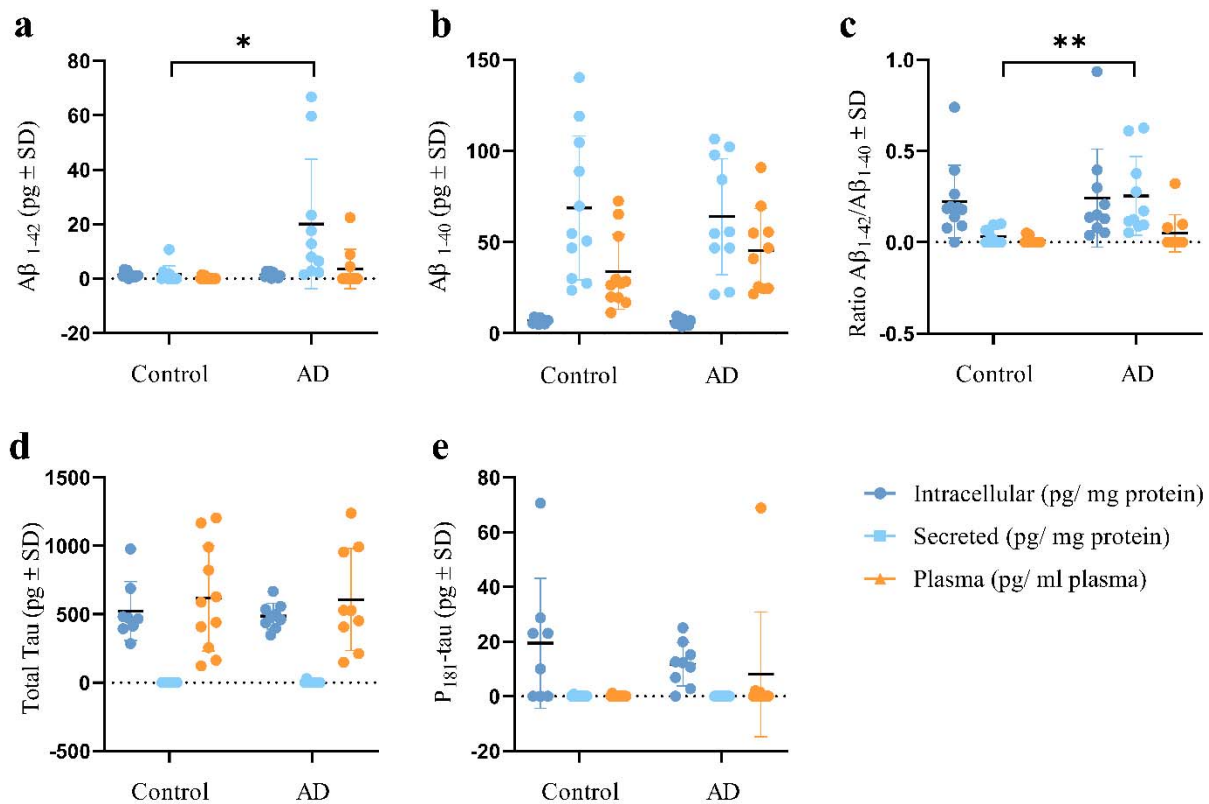 a
*
Aβ 1-42 (pg ± SD)
80
60
40
20
0
-20
Control
AD
b
Aβ 1-40 (pg ± SD)
150
100
50
0
Control
AD
c
**
Ratio Aβ1-42/Aβ1-40 ± SD
1.0
0.5
0.0
-0.5
Control
AD
d
Total Tau (pg ± SD)
1500
1000
500
0
-500
Control
AD
e
P181-tau (pg ± SD)
80
60
40
20
0
-20
Control
AD
Intracellular (pg/ mg protein)
Secreted (pg/ mg protein)
Plasma (pg/ ml plasma)